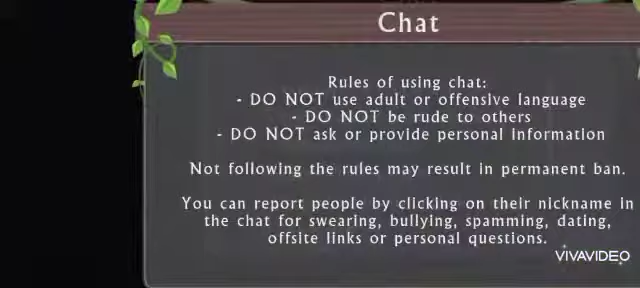 Chat
Rules of using chat:
- DO NOT use adult or offensive language
- DO NOT be rude to others
- DO NOT ask or provide personal information
Not following the rules may result in permanent ban.
You can report people by clicking on their nickname in
the chat for swearing, bullying, spamming, dating,
offsite links or personal questions.
VIVAVIDEO